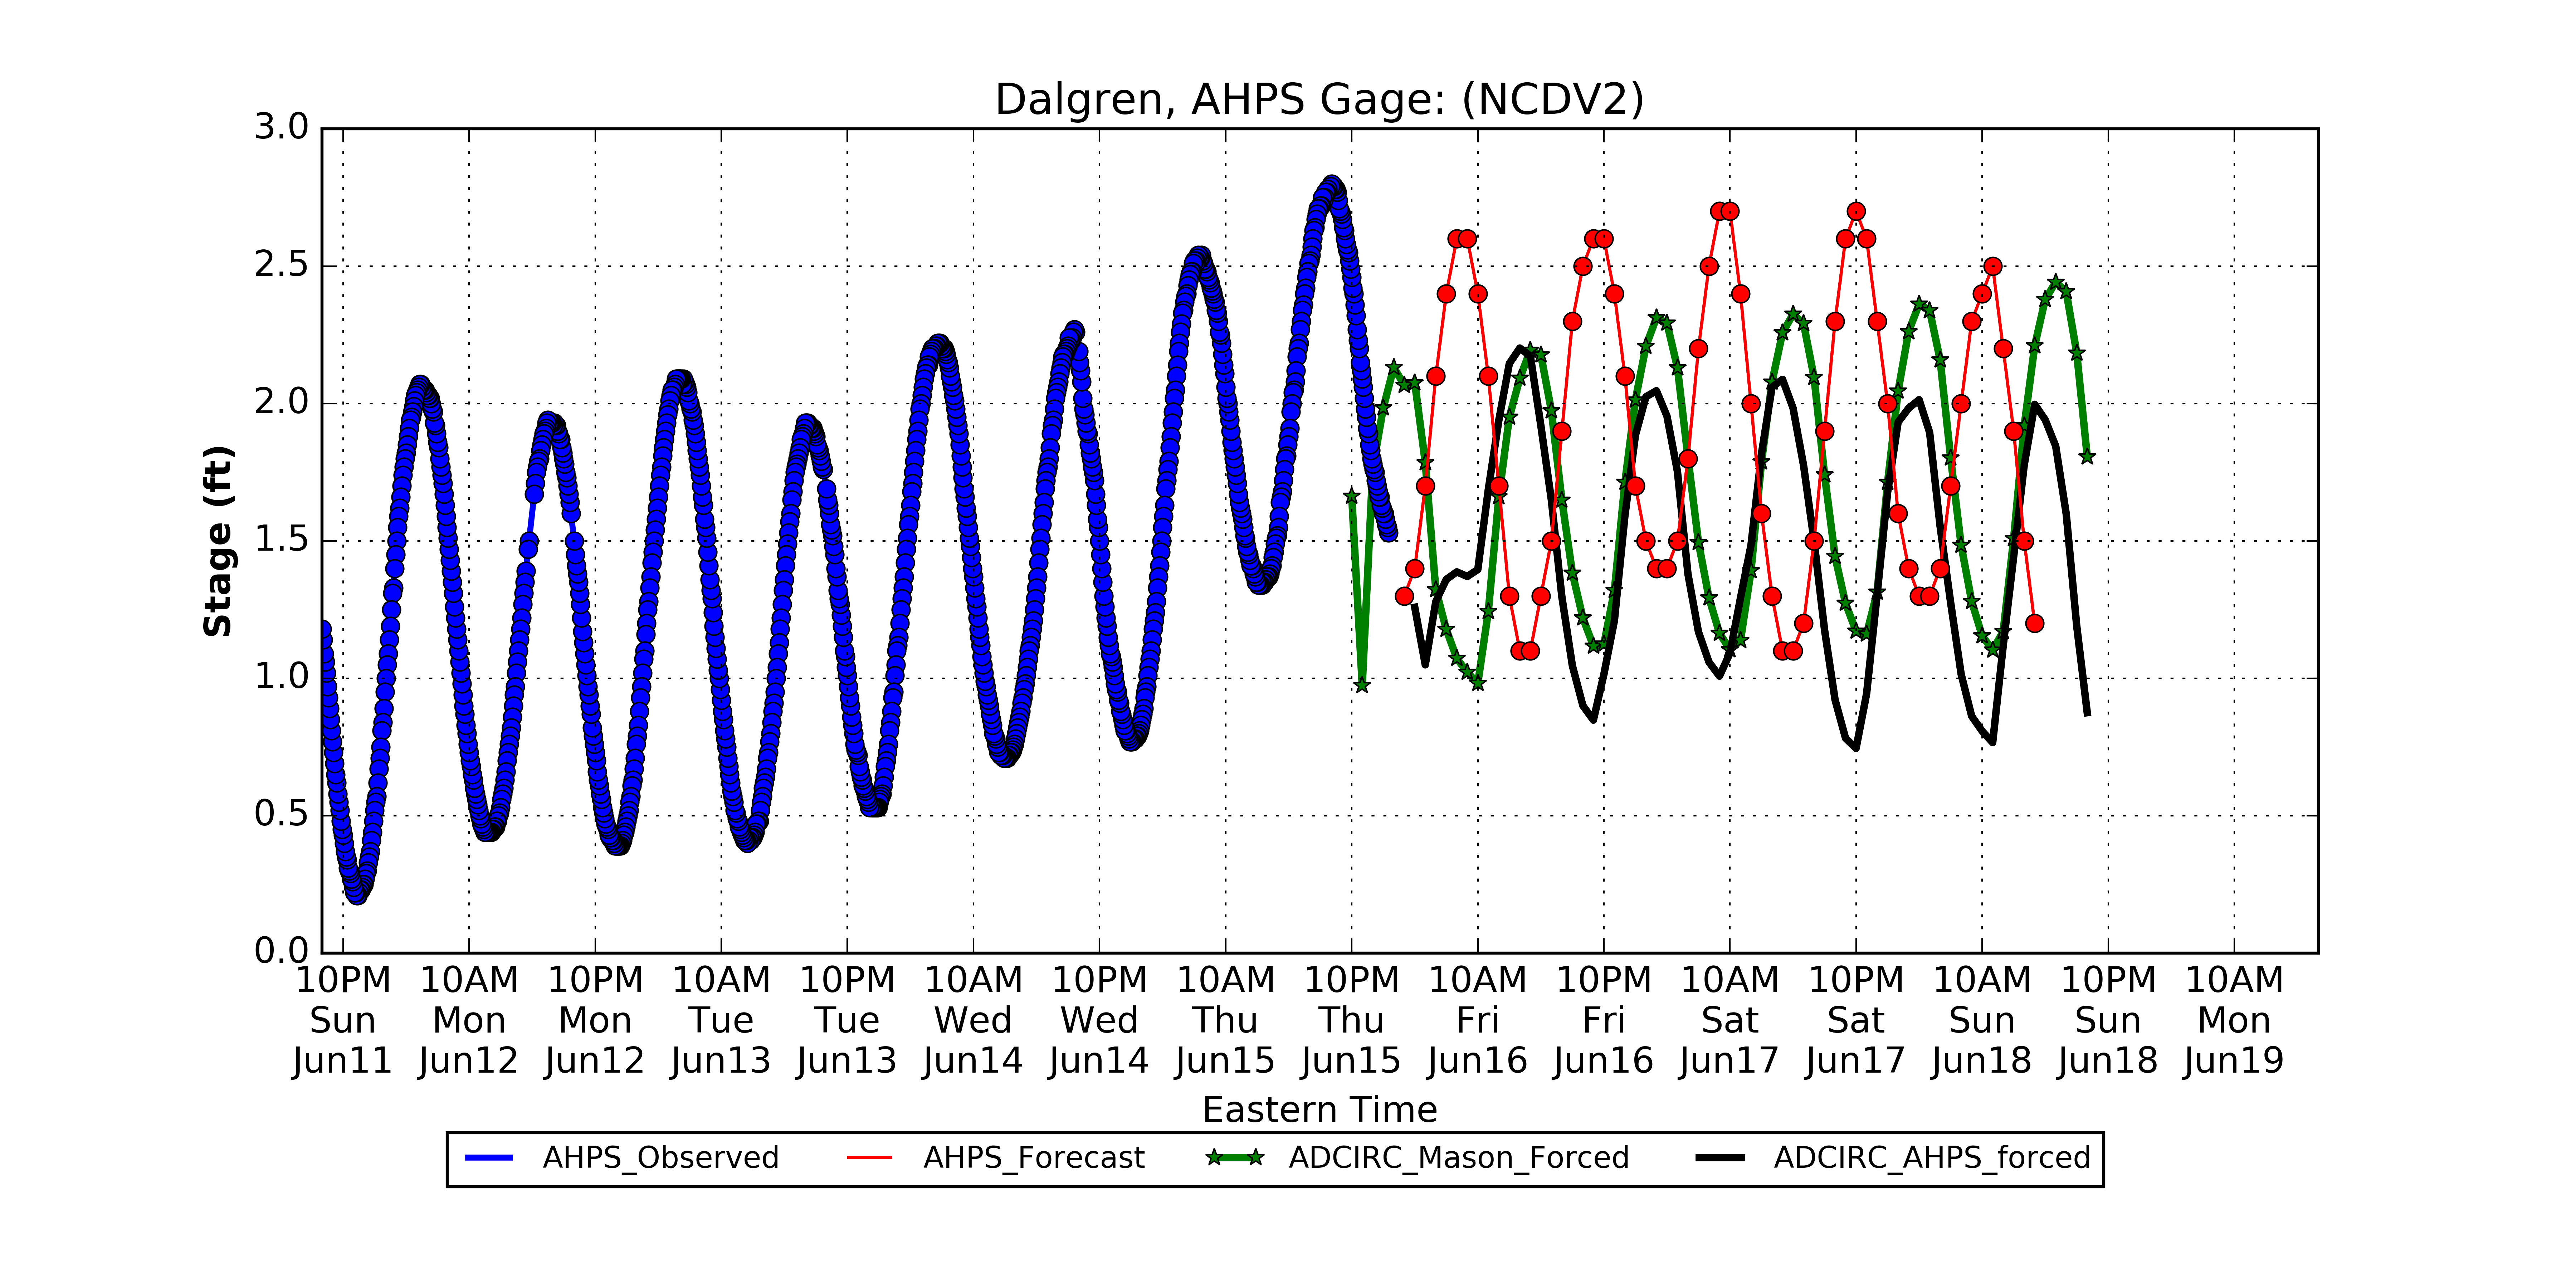 Dalgren, AHPS Gage: (NCDV2)
3.0
2.5
2.0
1.5
1.0
0.5
0.0
Stage (ft)
10PM 10AM 10PM 10AM 10PM 10AM 10PM 10AM 10PM 10AM 10PM 10AM 10PM 10AM 10PM 10AM
Sun Mon Mon Tue Tue Wed Wed Thu Thu Fri Fri Sat Sat Sun Sun Mon
Jun11 Jun12 Jun12 Jun13 Jun13 Jun14 Jun14 Jun15 Jun15 Jun16 Jun16 Jun17 Jun17 Jun18 Jun18 Jun19
Eastern Time
AHPS_Observed AHPS_Forecast ADCIRC_Mason_Forced ADCIRC_AHPS_forced